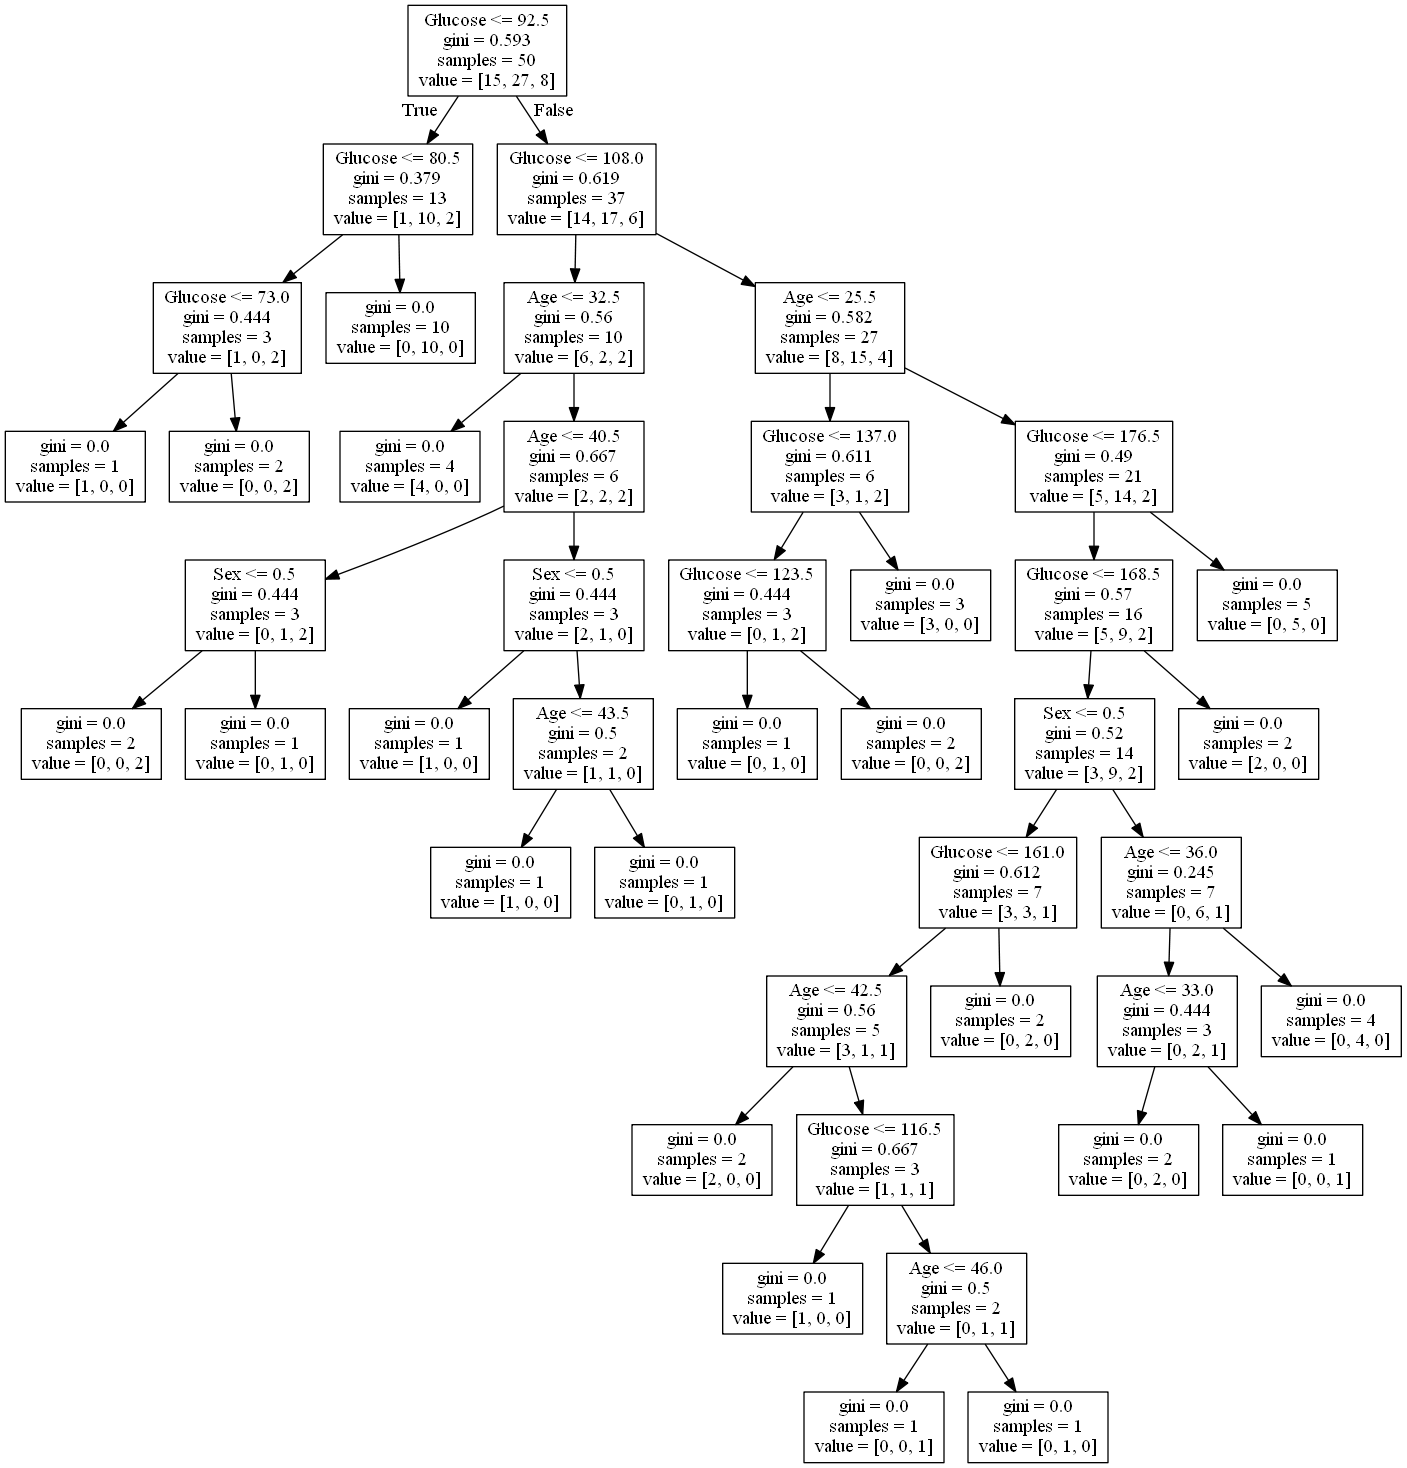 Glucose <= 92.5
gini = 0.593
samples = 50
value = [15, 27, 8]
True
False
Glucose <= 80.5
gini = 0.379
samples = 13
value = [1, 10, 2]
Glucose <= 108.0
gini = 0.619
samples = 37
value = [14, 17, 6]
Glucose <= 73.0
gini = 0.444
samples = 3
value = [1, 0, 2]
gini = 0.0
samples = 10
value = [0, 10, 0]
Age <= 32.5
gini = 0.56
samples = 10
value = [6, 2, 2]
Age <= 25.5
gini = 0.582
samples = 27
value = [8, 15, 4]
gini = 0.0
samples = 1
value = [1, 0, 0]
gini = 0.0
samples = 2
value = [0, 0, 2]
gini = 0.0
samples = 4
value = [4, 0, 0]
Age <= 40.5
gini = 0.667
samples = 6
value = [2, 2, 2]
Glucose <= 137.0
gini = 0.611
samples = 6
value = [3, 1, 2]
Glucose <= 176.5
gini = 0.49
samples = 21
value = [5, 14, 2]
Sex <= 0.5
gini = 0.444
samples = 3
value = [0, 1, 2]
Sex <= 0.5
gini = 0.444
samples = 3
value = [2, 1, 0]
Glucose <= 123.5
gini = 0.444
samples = 3
value = [0, 1, 2]
gini = 0.0
samples = 3
value = [3, 0, 0]
Glucose <= 168.5
gini = 0.57
samples = 16
value = [5, 9, 2]
gini = 0.0
samples = 5
value = [0, 5, 0]
gini = 0.0
samples = 2
value = [0, 0, 2]
gini = 0.0
samples = 1
value = [0, 1, 0]
gini = 0.0
samples = 1
value = [1, 0, 0]
Age <= 43.5
gini = 0.5
samples = 2
value = [1, 1, 0]
gini = 0.0
samples = 1
value = [0, 1, 0]
gini = 0.0
samples = 2
value = [0, 0, 2]
Sex <= 0.5
gini = 0.52
samples = 14
value = [3, 9, 2]
gini = 0.0
samples = 2
value = [2, 0, 0]
gini = 0.0
samples = 1
value = [1, 0, 0]
gini = 0.0
samples = 1
value = [0, 1, 0]
Glucose <= 161.0
gini = 0.612
samples = 7
value = [3, 3, 1]
Age <= 36.0
gini = 0.245
samples = 7
value = [0, 6, 1]
Age <= 42.5
gini = 0.56
samples = 5
value = [3, 1, 1]
gini = 0.0
samples = 2
value = [0, 2, 0]
Age <= 33.0
gini = 0.444
samples = 3
value = [0, 2, 1]
gini = 0.0
samples = 4
value = [0, 4, 0]
gini = 0.0
samples = 2
value = [2, 0, 0]
Glucose <= 116.5
gini = 0.667
samples = 3
value = [1, 1, 1]
gini = 0.0
samples = 2
value = [0, 2, 0]
gini = 0.0
samples = 1
value = [0, 0, 1]
gini = 0.0
samples = 1
value = [1, 0, 0]
Age <= 46.0
gini = 0.5
samples = 2
value = [0, 1, 1]
gini = 0.0
samples = 1
value = [0, 0, 1]
gini = 0.0
samples = 1
value = [0, 1, 0]